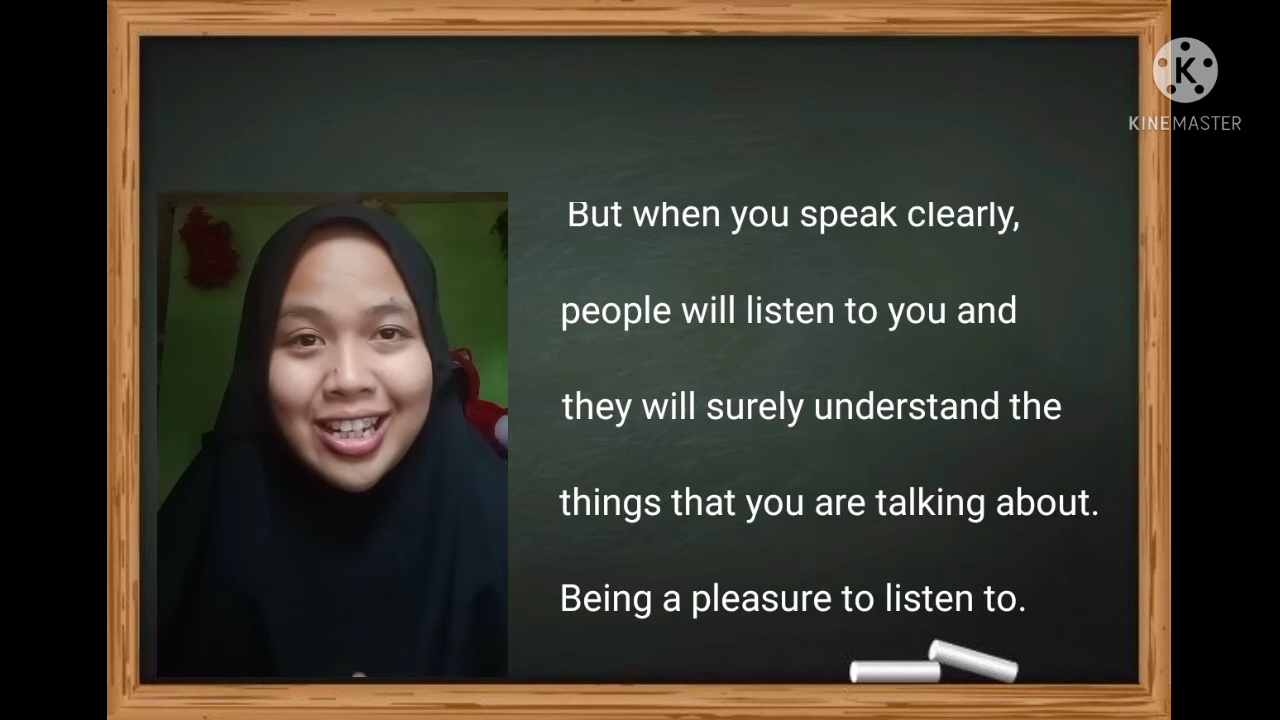 K
KINEMASTER
But when you speak clearly,
people will listen to you and
they will surely understand the
things that you are talking about.
Being a pleasure to listen to.